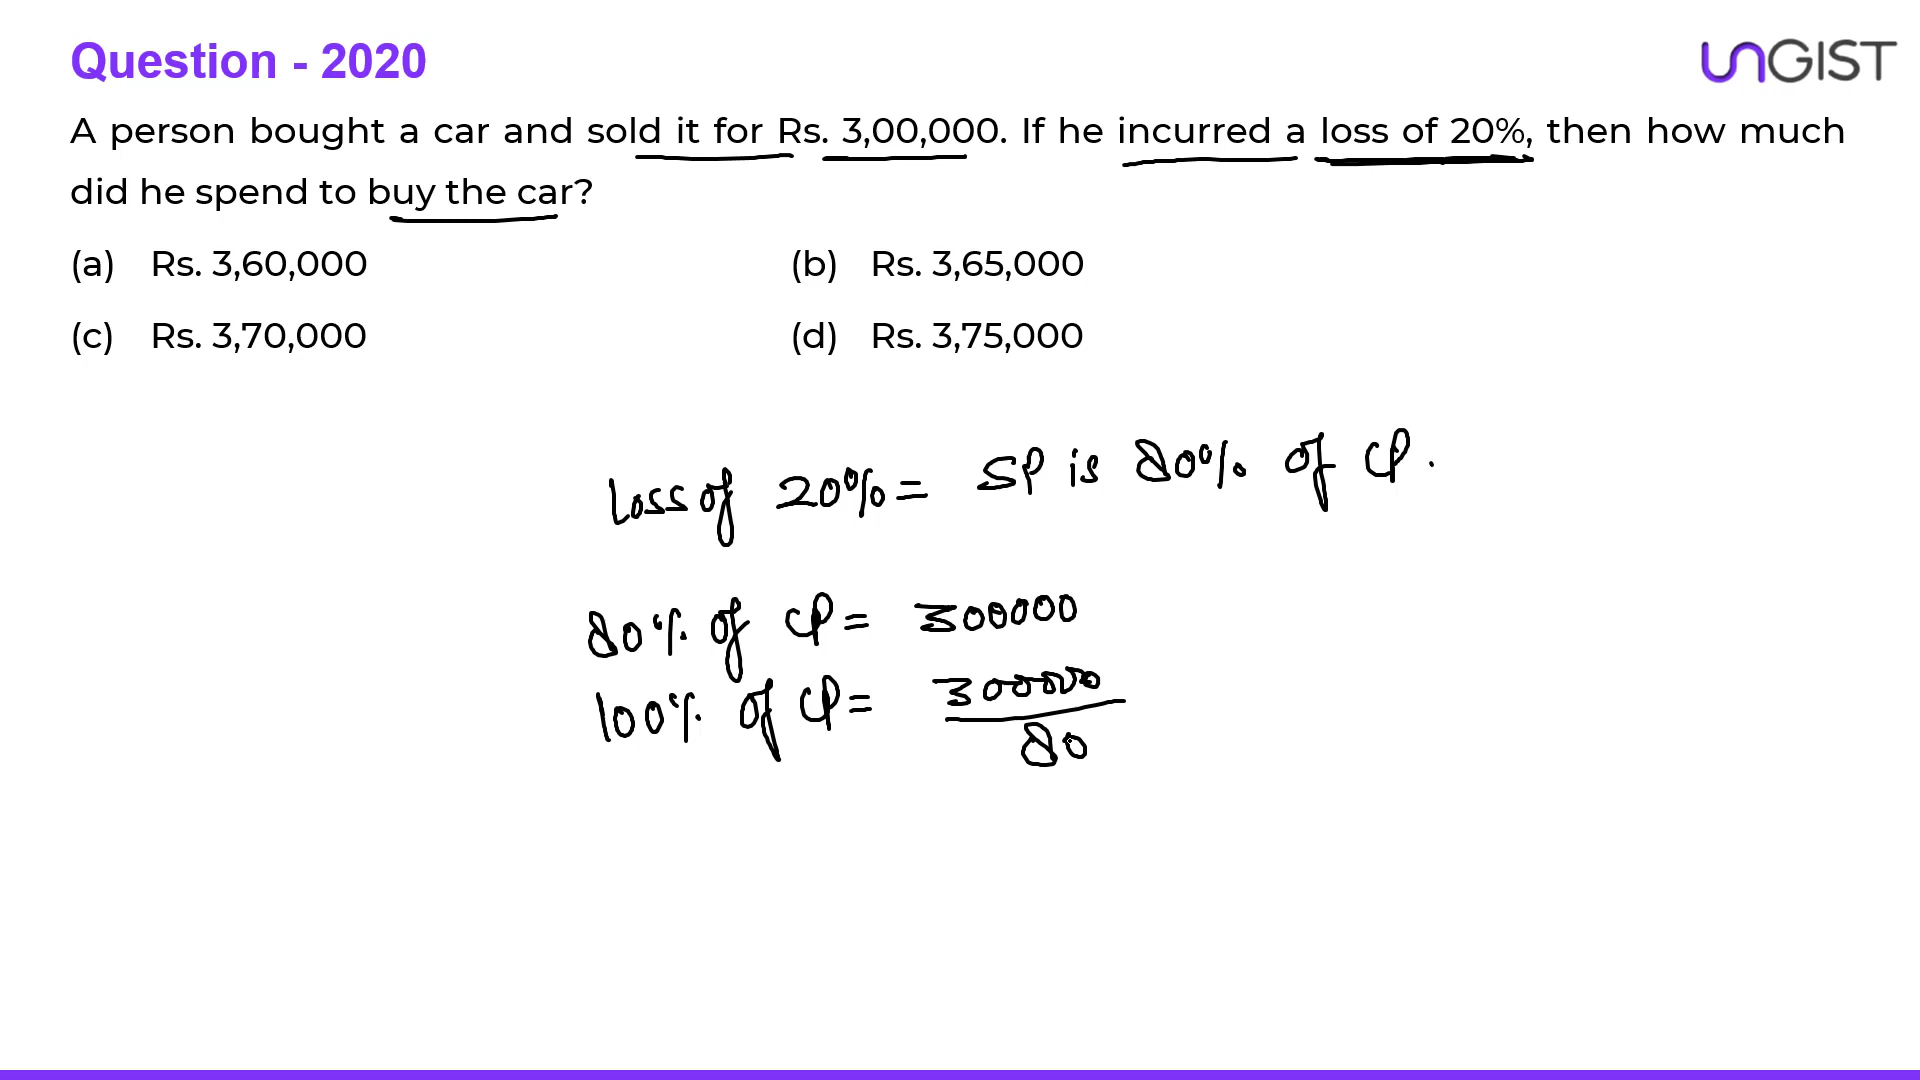 Question - 2020
UNGIST
A person bought a car and sold it for Rs. 3,00,000. If he incurred a loss of 20%, then how much
did he spend to buy the car?
(a) Rs. 3,60,000 (b) Rs. 3,65,000
(c) Rs. 3,70,000 (d) Rs. 3,75,000
Loss of 20% = SP is 80% of CP.
80% of CP = 300000
100% of CP = 300000
80